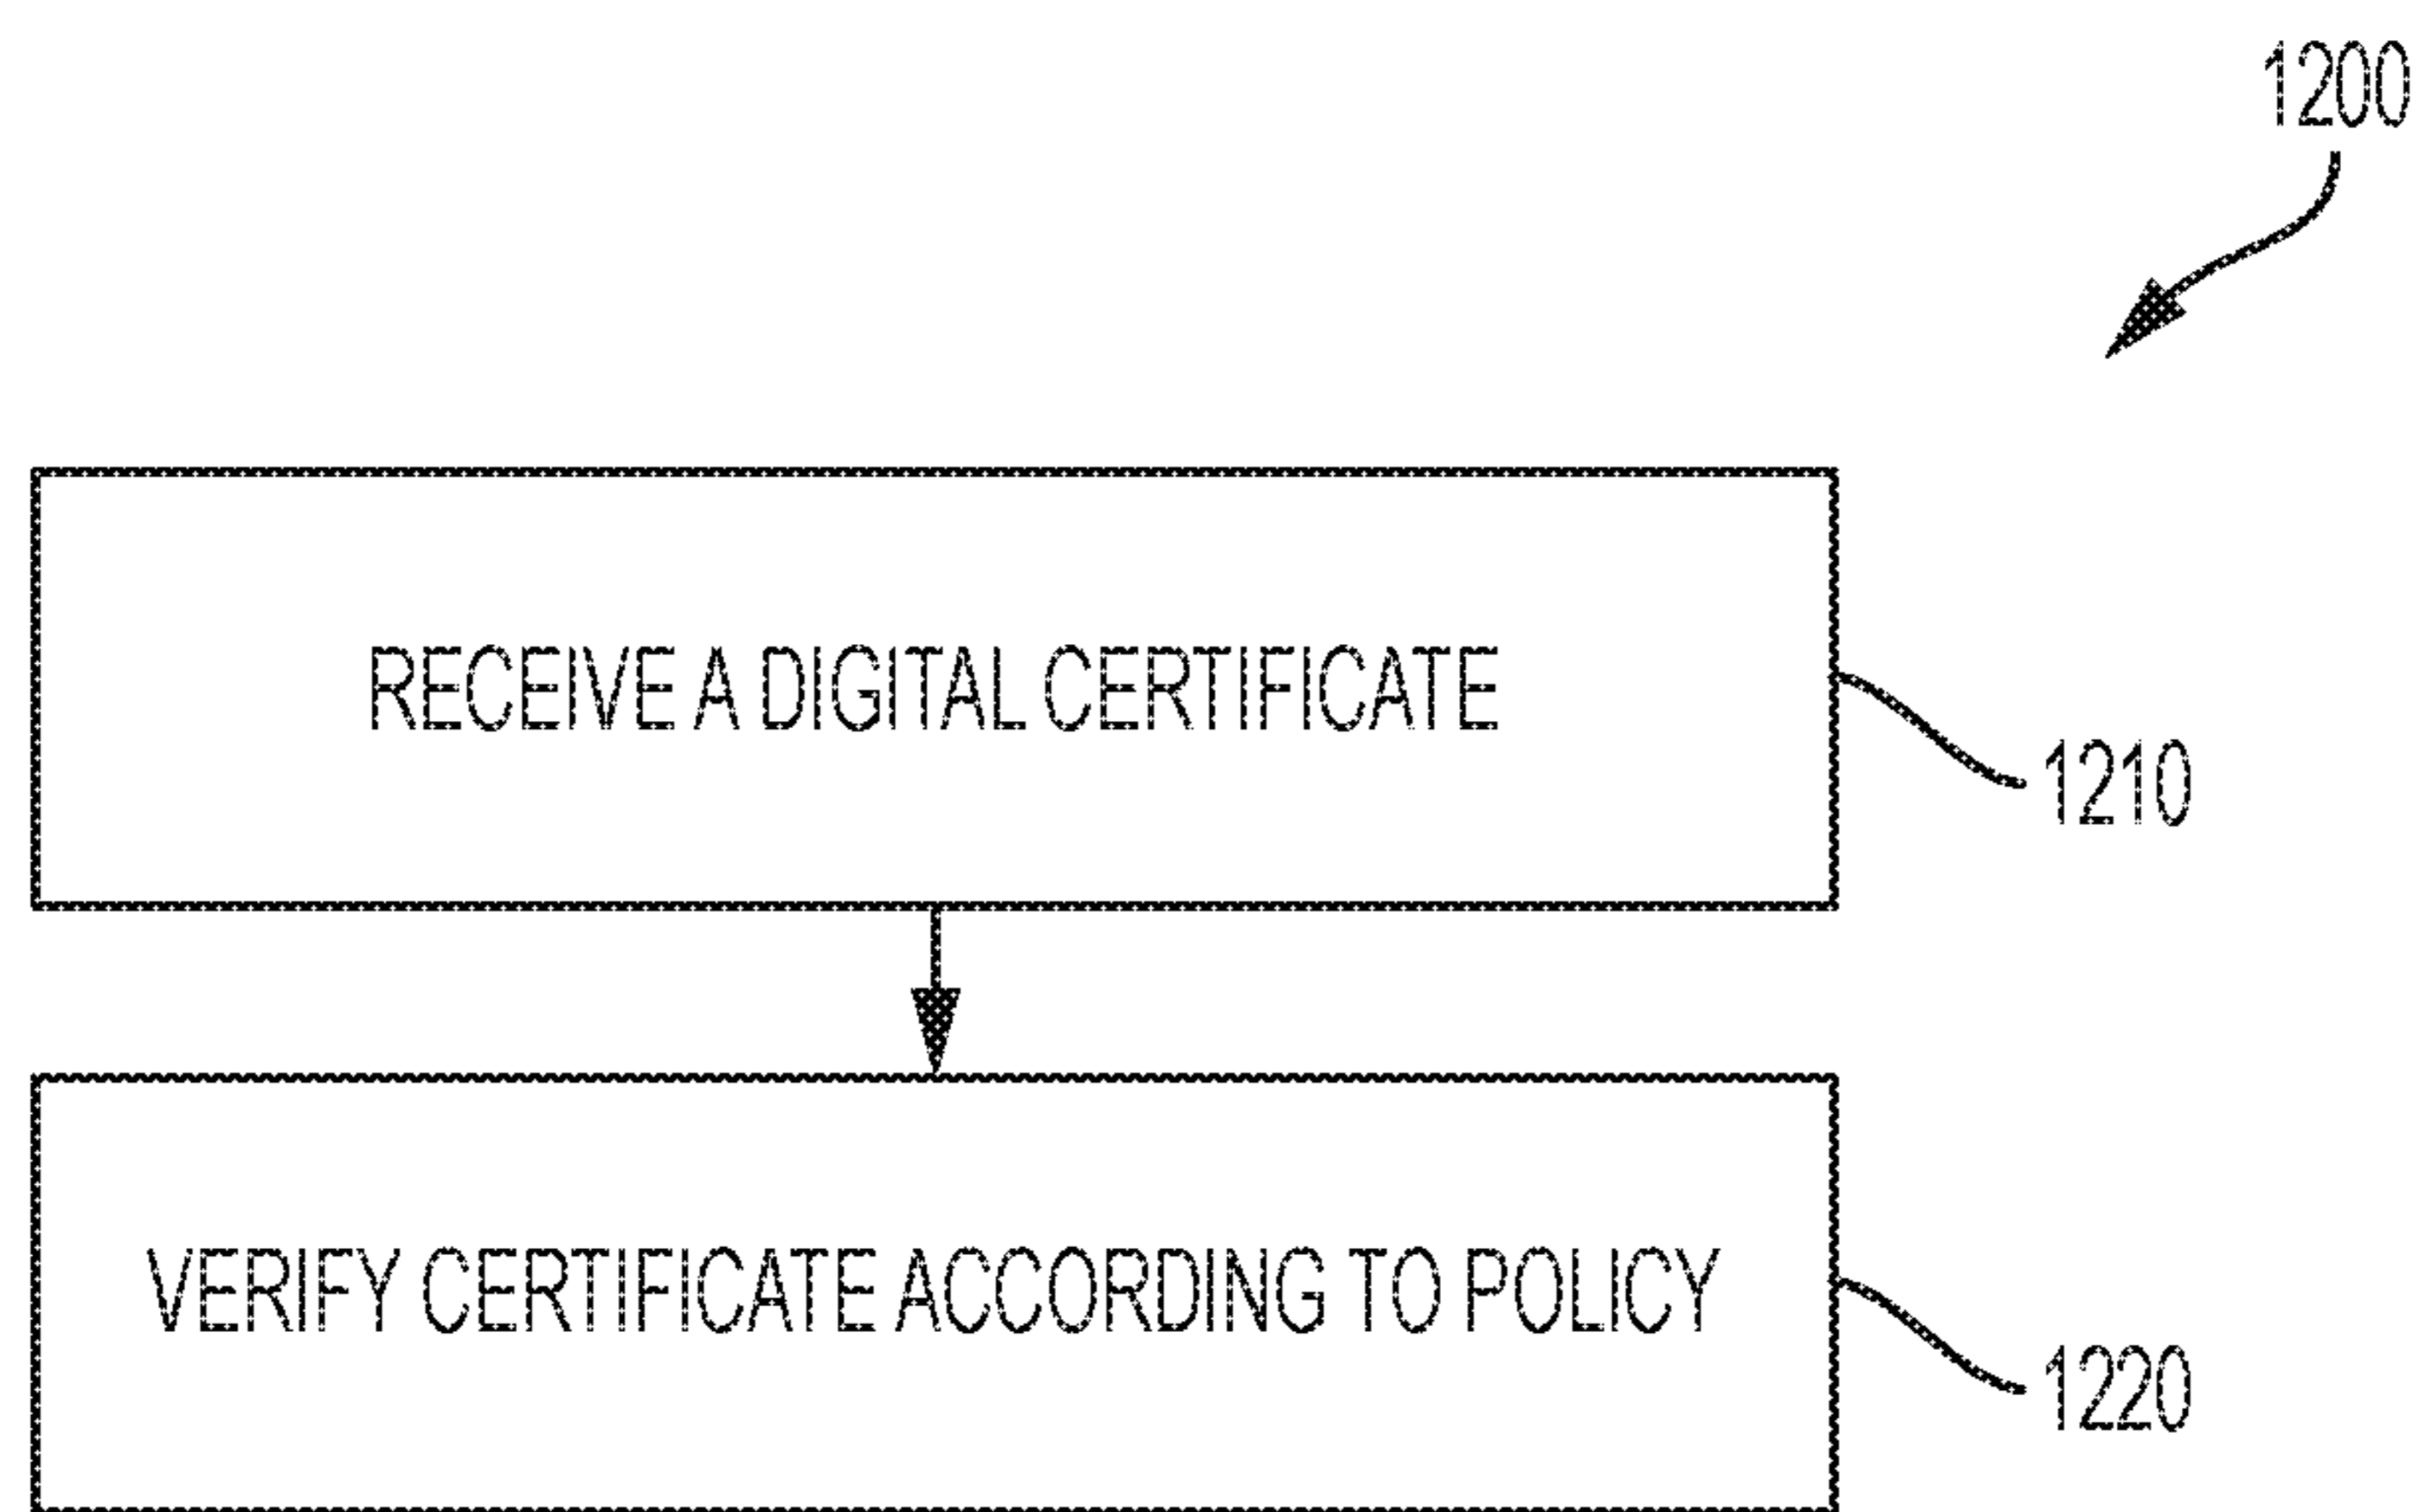 1200
RECEIVE A DIGITAL CERTIFICATE
1210
VERIFY CERTIFICATE ACCORDING TO POLICY
1220